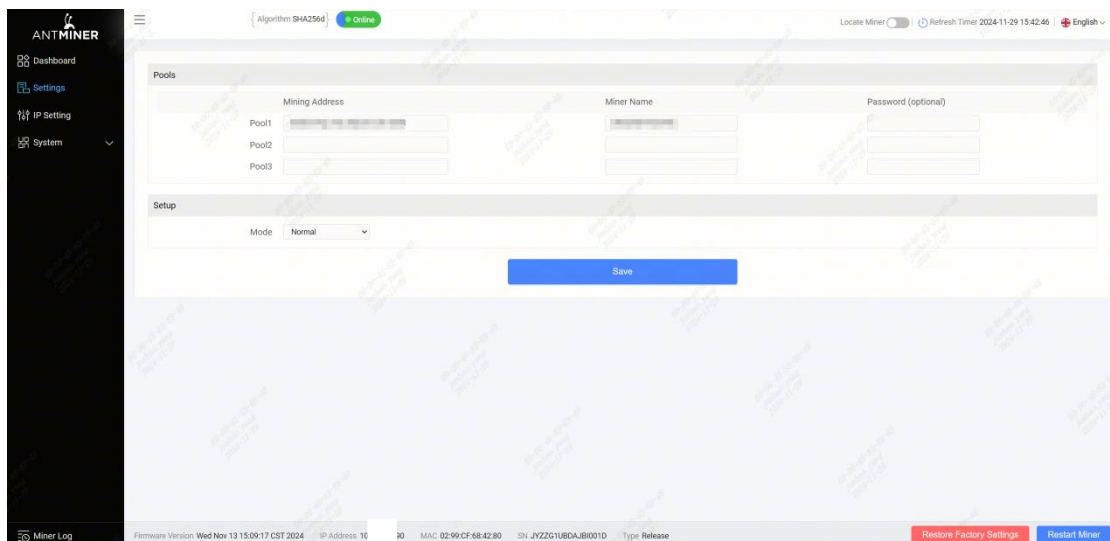 ANTMINER
Algorithm SHA256d
Online
Locate Miner
Refresh Timer 2024-11-29 15:42:46
English
Dashboard
Settings
IP Setting
System
Pools
Mining Address Miner Name Password (optional)
Pool1
Pool2
Pool3
Setup
Mode Normal
Save
Miner Log
Firmware Version Wed Nov 13 15:09:17 CST 2024 IP Address 10 90 MAC 02:99:CF:68:42:80 SN JYZZG1UBDAJBI001D Type Release
Restore Factory Settings
Restart Miner